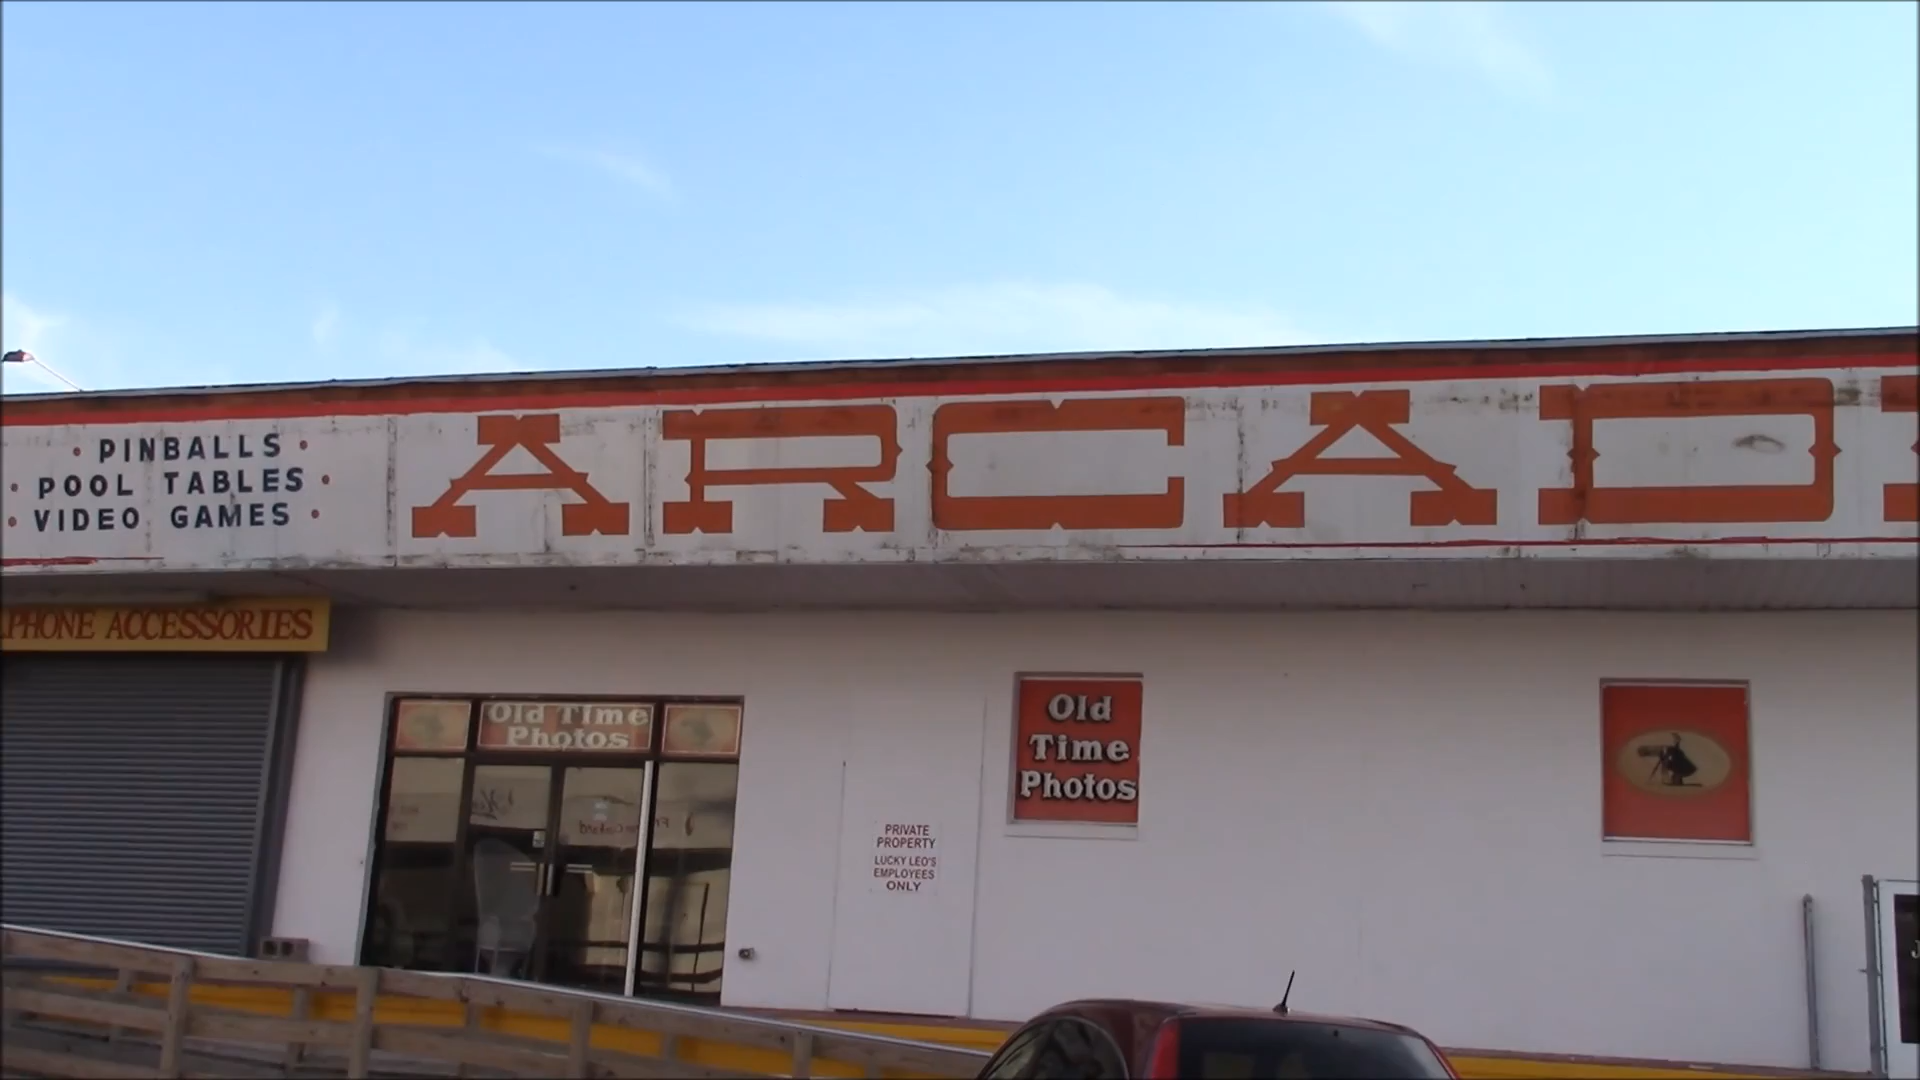 • PINBALLS •
• POOL TABLES •
• VIDEO GAMES •
ARCAD
PHONE ACCESSORIES
Old Time
Photos
Old
Time
Photos
PRIVATE
PROPERTY
LUCKY LEO'S
EMPLOYEES
ONLY